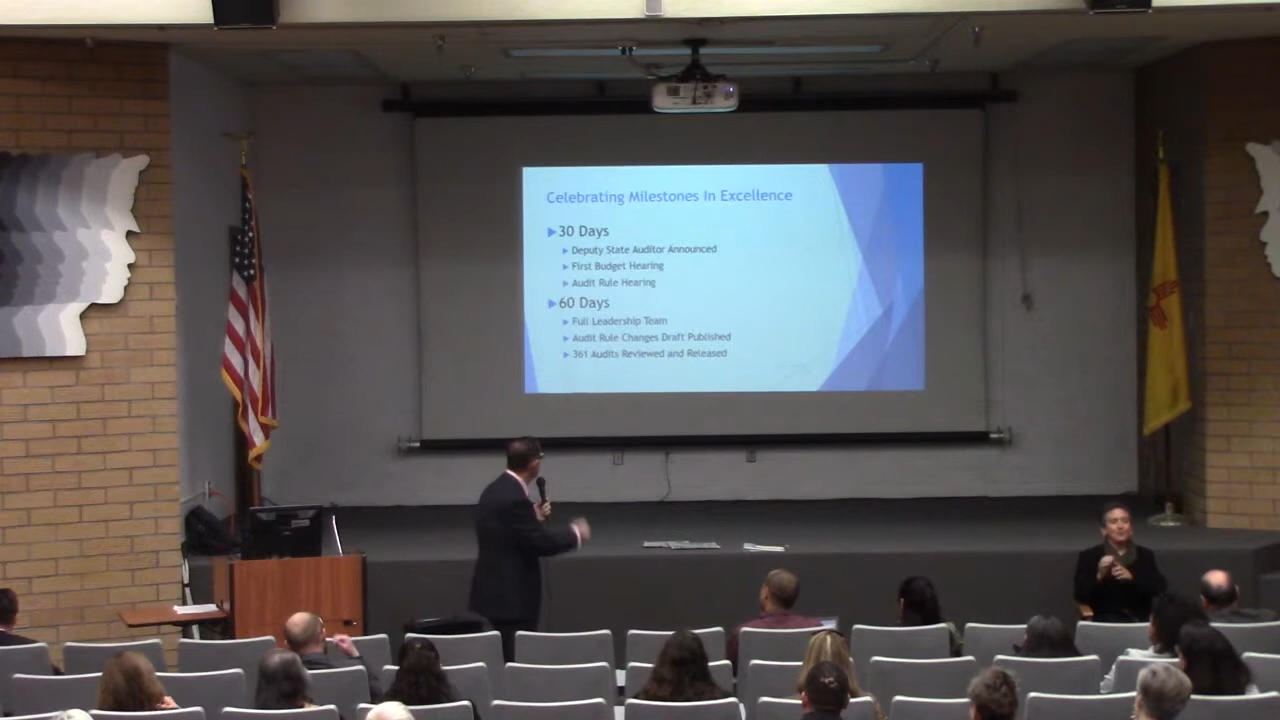 Celebrating Milestones In Excellence
30 Days
Deputy State Auditor Announced
First Budget Hearing
Audit Rule Hearing
60 Days
Full Leadership Team
Audit Rule Changes Draft Published
361 Audits Reviewed and Released